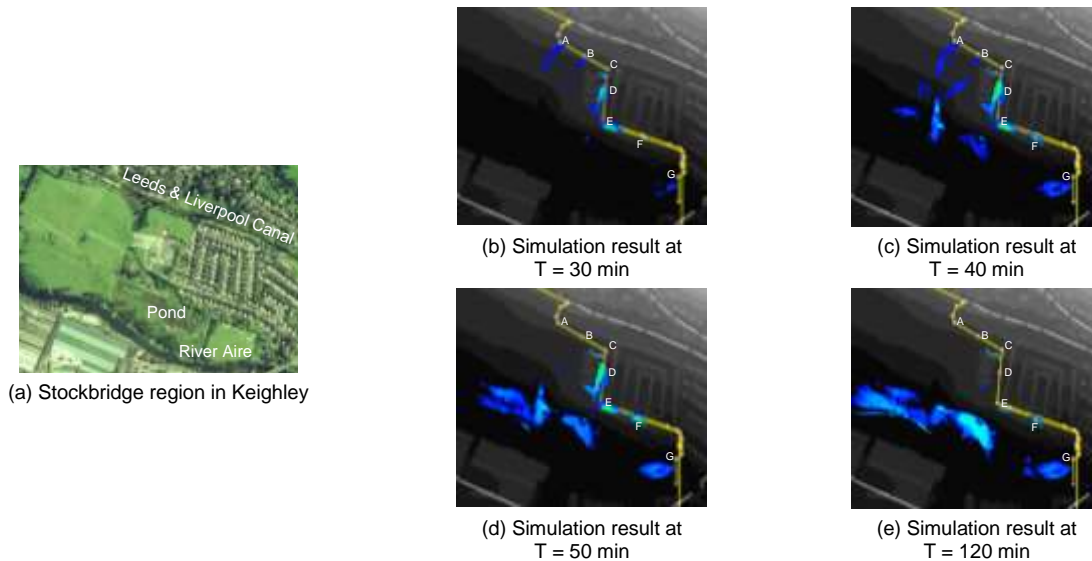 Leeds & Liverpool Canal
Pond
River Aire
(a) Stockbridge region in Keighley
A
B
C
D
E
F
G
(b) Simulation result at
T = 30 min
A
B
C
D
E
F
G
(c) Simulation result at
T = 40 min
A
B
C
D
E
F
G
(d) Simulation result at
T = 50 min
A
B
C
D
E
F
G
(e) Simulation result at
T = 120 min